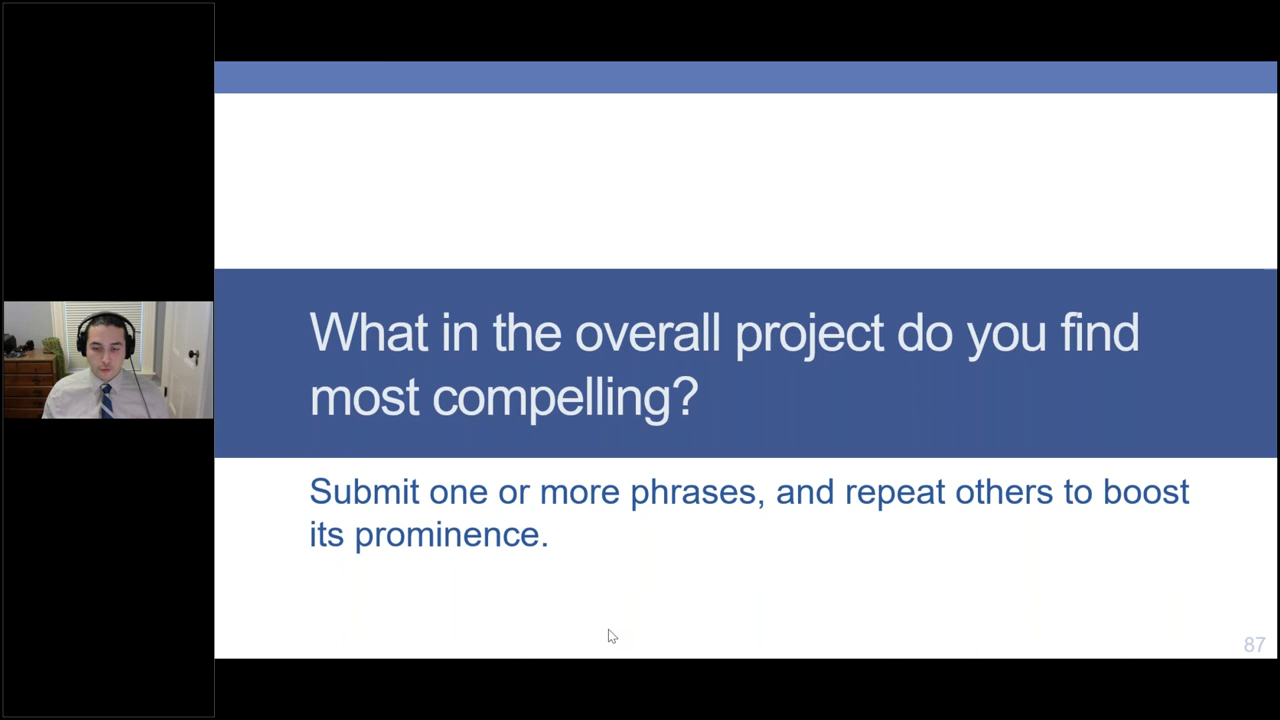 What in the overall project do you find
most compelling?
Submit one or more phrases, and repeat others to boost
its prominence.
87